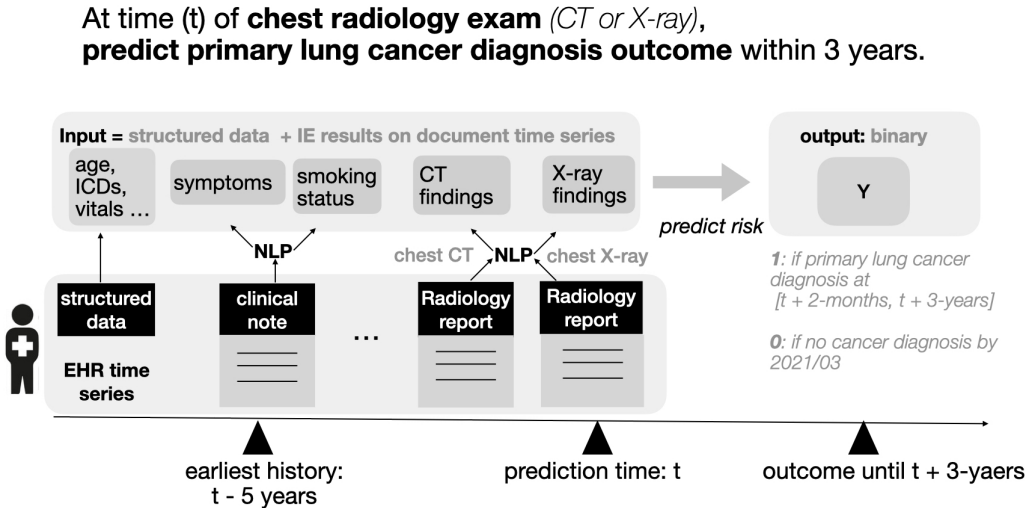 At time (t) of chest radiology exam (CT or X-ray),
predict primary lung cancer diagnosis outcome within 3 years.
Input = structured data + IE results on document time series
age,
ICDs,
vitals ...
symptoms
smoking
status
CT
findings
X-ray
findings
predict risk
output: binary
Y
NLP
chest CT
NLP
chest X-ray
1: if primary lung cancer
diagnosis at
[t + 2-months, t + 3-years]
0: if no cancer diagnosis by
2021/03
structured
data
clinical
note
...
Radiology
report
Radiology
report
EHR time
series
earliest history:
t - 5 years
prediction time: t
outcome until t + 3-yaers